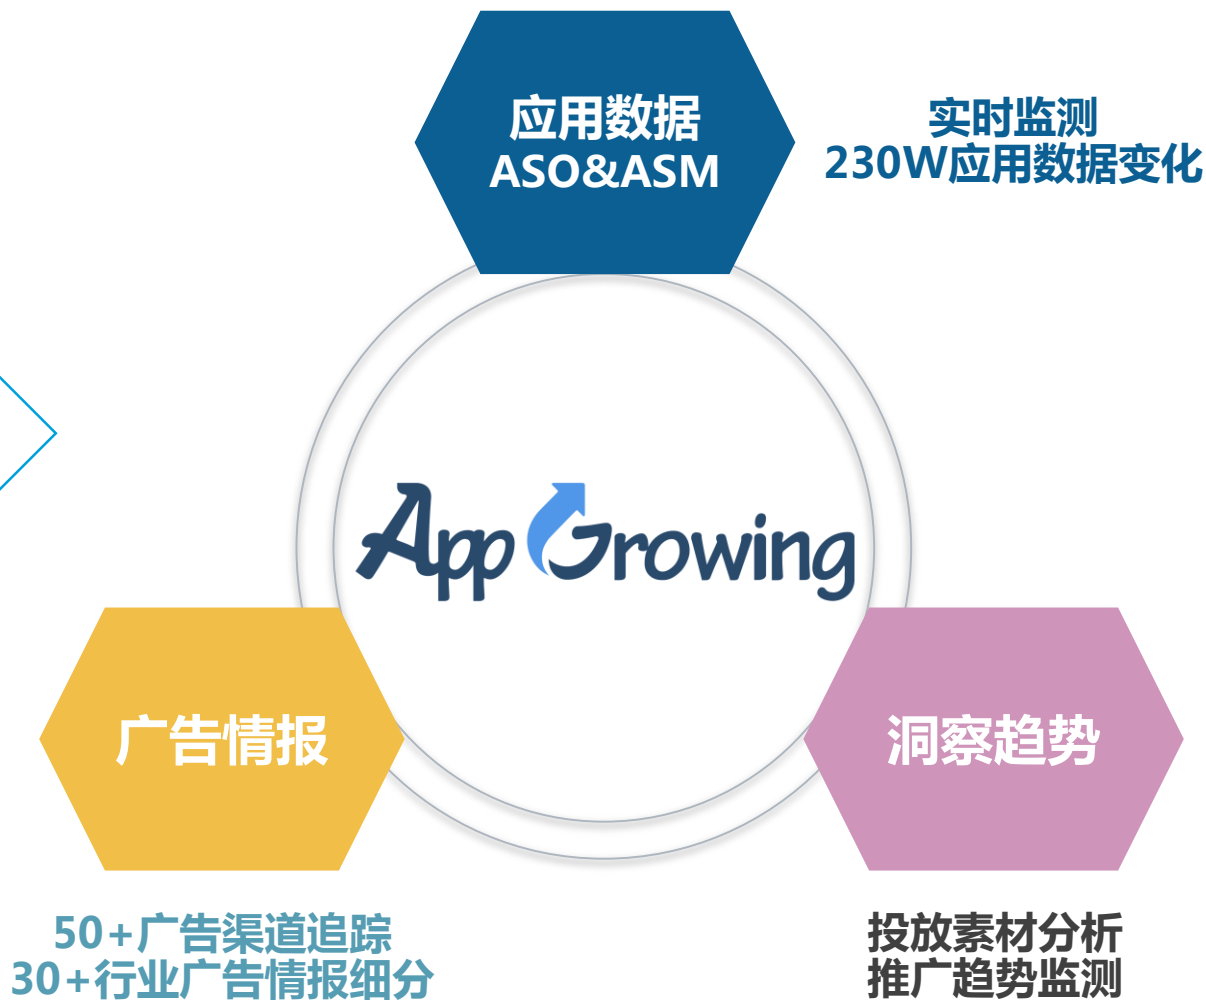 应用数据
ASO&ASM
实时监测
230W应用数据变化
App Growing
广告情报
洞察趋势
50+广告渠道追踪
30+行业广告情报细分
投放素材分析
推广趋势监测